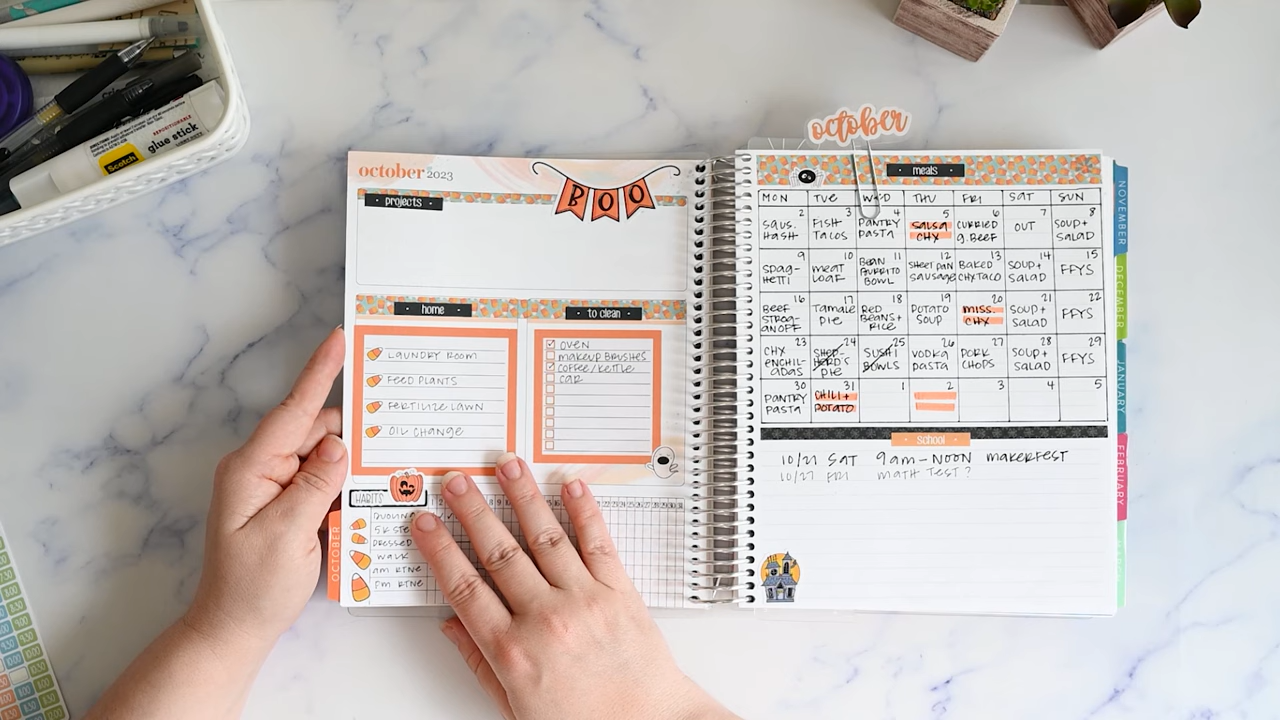 Scotch
glue stick
october
october 2023
BOO
projects
home
to clean
LAUNDRY ROOM
FEED PLANTS
FERTILIZE LAWN
OIL CHANGE
OVEN
MAKEUP BRUSHES
COFFEE/KETTLE
CAR
HABITS
5K STE
DRESSED
WALK
AM RTNE
PM RTNE
OCTOBER
meals
MON TUE WED THU FRI SAT SUN
2 3 4 5 6 7 8
SAUS. HASH
FISH TACOS
PANTRY PASTA
SALSA CHX
CURRIED G.BEEF
OUT
SOUP+ SALAD
9 10 11 12 13 14 15
SPAG- HETTI
MEAT LOAF
BEAN BURRITO BOWL
SHEET PAN SAUSAGE
BAKED CHX TACO
SOUP+ SALAD
FFYS
16 17 18 19 20 21 22
BEEF STROG- ANOFF
TAMALE PIE
RED BEANS+ RICE
POTATO SOUP
MISS. CHX
SOUP+ SALAD
FFYS
23 24 25 26 27 28 29
CHX ENCHIL- ADAS
SHEP- HERD'S PIE
SUSHI BOWLS
VODKA PASTA
PORK CHOPS
SOUP+ SALAD
FFYS
30 31 1 2 3 4 5
PANTRY PASTA
CHILI+ POTATO
school
10/21 SAT 9am-NOON MAKERFEST
10/27 FRI MATH TEST?
NOVEMBER
DECEMBER
JANUARY
FEBRUARY